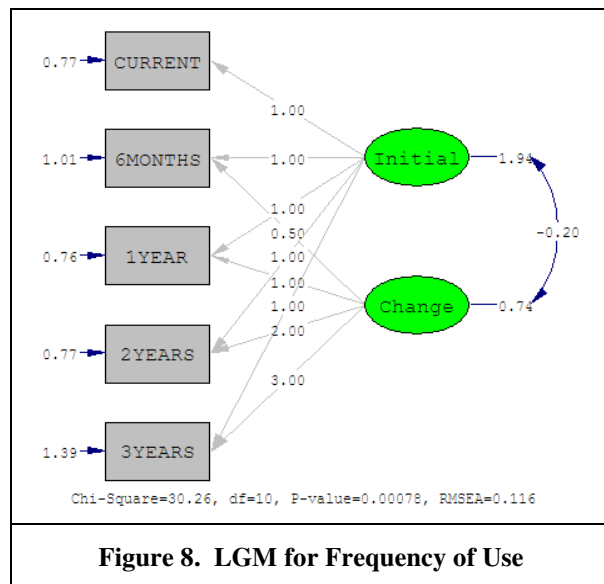 0.77 CURRENT
1.00
1.01 6MONTHS 1.00 Initial 1.94
1.00
0.76 1YEAR 0.50 -0.20
1.00
1.00
1.00 Change 0.74
2.00
0.77 2YEARS
3.00
1.39 3YEARS
Chi-Square=30.26, df=10, P-value=0.00078, RMSEA=0.116
Figure 8. LGM for Frequency of Use